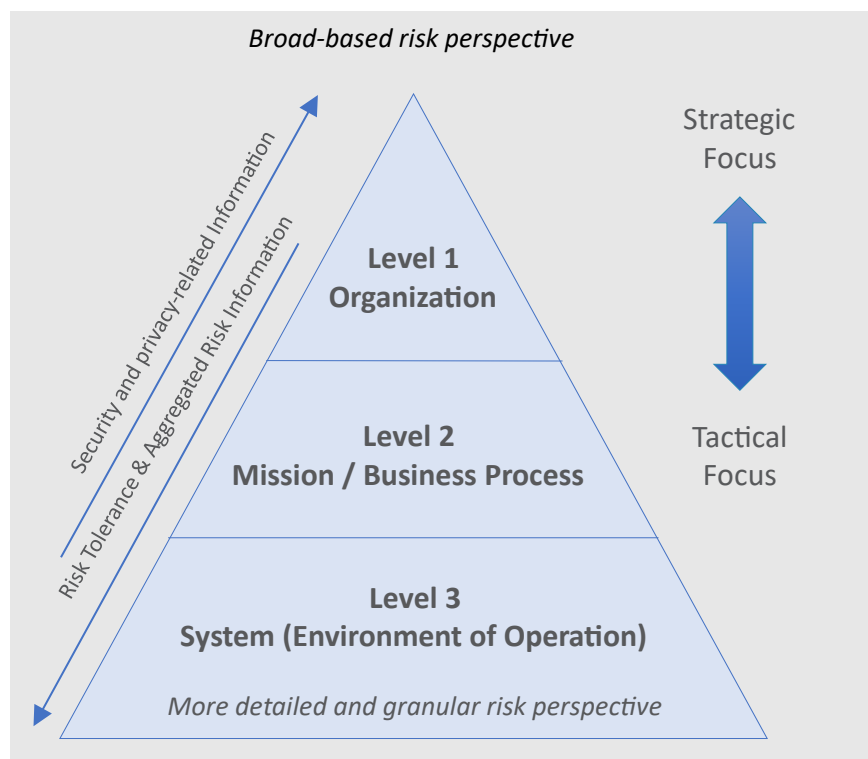 Broad-based risk perspective
Strategic
Focus
Security and privacy-related Information
Risk Tolerance & Aggregated Risk Information
Level 1
Organization
Level 2
Mission / Business Process
Tactical
Focus
Level 3
System (Environment of Operation)
More detailed and granular risk perspective